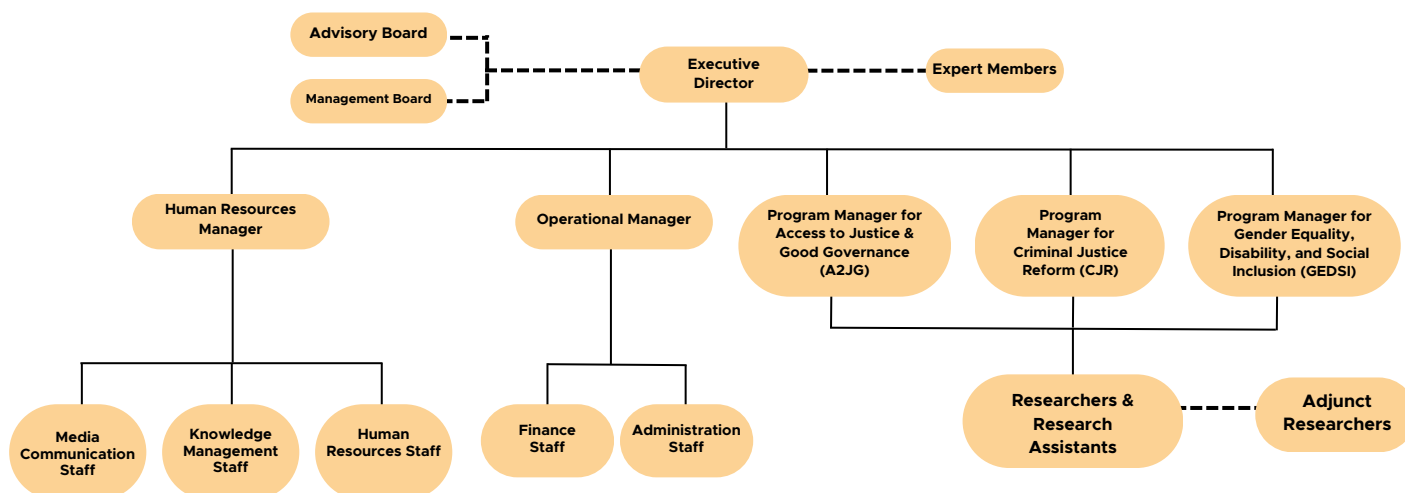 Advisory Board
Management Board
Executive
Director
Expert Members
Human Resources
Manager
Operational Manager
Program Manager for
Access to Justice &
Good Governance
(A2JG)
Program
Manager for
Criminal Justice
Reform (CJR)
Program Manager for
Gender Equality,
Disability, and Social
Inclusion (GEDSI)
Media
Communication
Staff
Knowledge
Management
Staff
Human
Resources Staff
Finance
Staff
Administration
Staff
Researchers &
Research
Assistants
Adjunct
Researchers